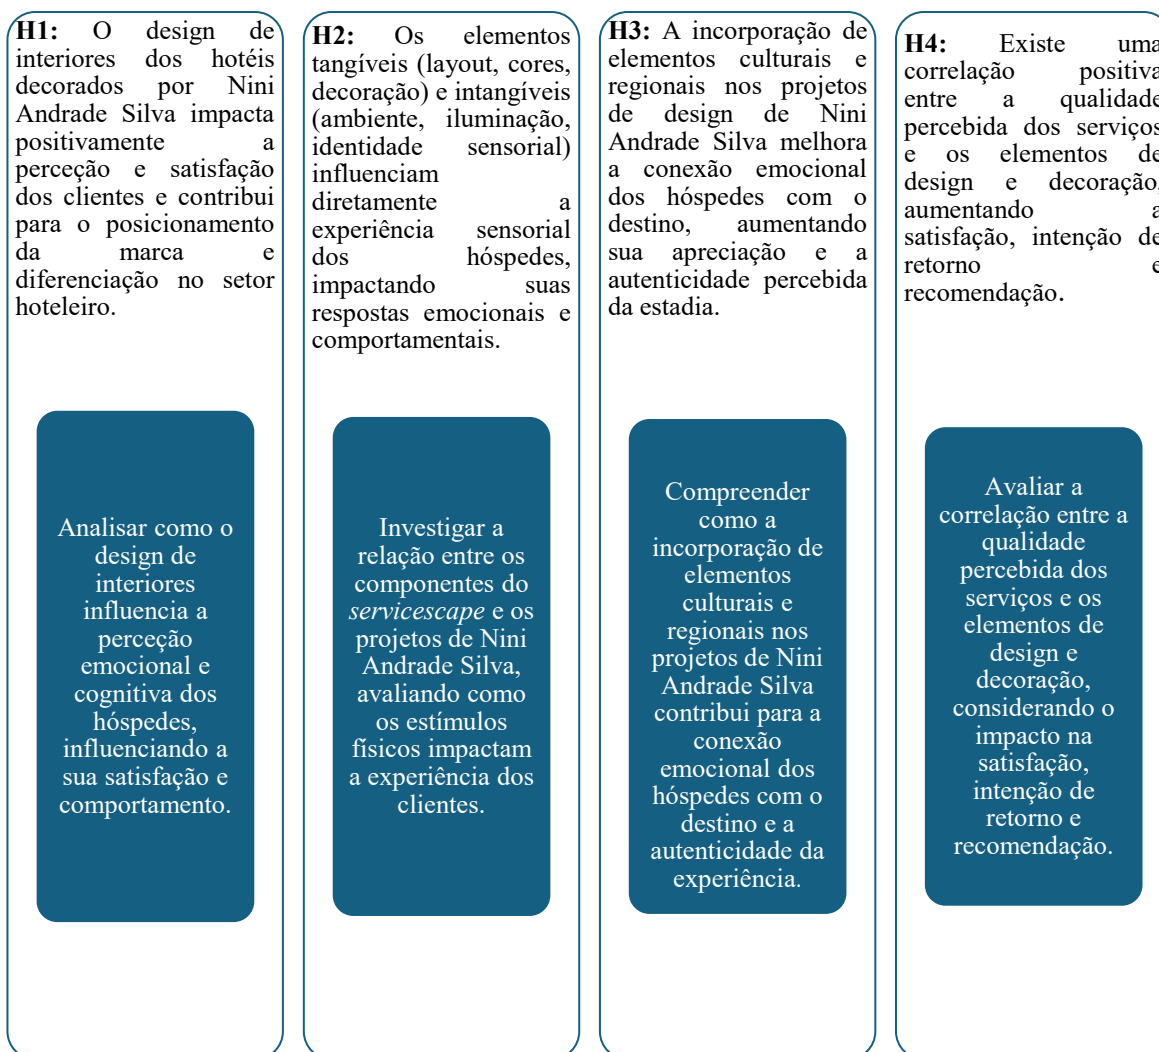 H1: O design de
interiores dos hotéis
decorados por Nini
Andrade Silva impacta
positivamente a
perceção e satisfação
dos clientes e contribui
para o posicionamento
da marca e
diferenciação no setor
hoteleiro.
Analisar como o
design de
interiores
influencia a
perceção
emocional e
cognitiva dos
hóspedes,
influenciando a
sua satisfação e
comportamento.
H2: Os elementos
tangíveis (layout, cores,
decoração) e intangíveis
(ambiente, iluminação,
identidade sensorial)
influenciam
diretamente a
experiência sensorial
dos hóspedes,
impactando suas
respostas emocionais e
comportamentais.
Investigar a
relação entre os
componentes do
servicescape e os
projetos de Nini
Andrade Silva,
avaliando como
os estímulos
físicos impactam
a experiência dos
clientes.
H3: A incorporação de
elementos culturais e
regionais nos projetos
de design de Nini
Andrade Silva melhora
a conexão emocional
dos hóspedes com o
destino, aumentando
sua apreciação e a
autenticidade percebida
da estadia.
Compreender
como a
incorporação de
elementos
culturais e
regionais nos
projetos de Nini
Andrade Silva
contribui para a
conexão
emocional dos
hóspedes com o
destino e a
autenticidade da
experiência.
H4: Existe uma
correlação positiva
entre a qualidade
percebida dos serviços
e os elementos de
design e decoração,
aumentando a
satisfação, intenção de
retorno e
recomendação.
Avaliar a
correlação entre a
qualidade
percebida dos
serviços e os
elementos de
design e
decoração,
considerando o
impacto na
satisfação,
intenção de
retorno e
recomendação.